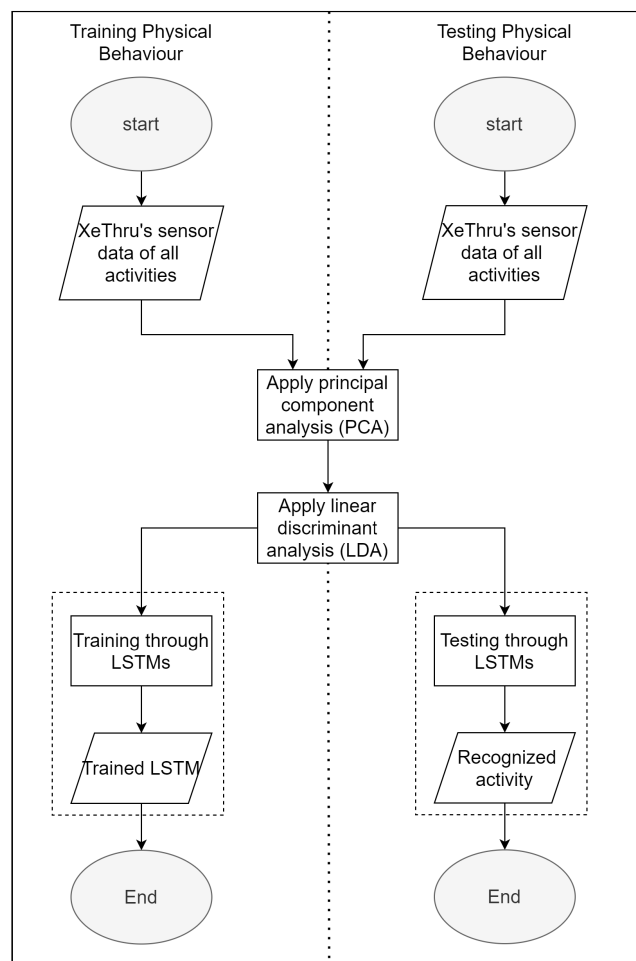 Training Physical
Behaviour
Testing Physical
Behaviour
start
start
XeThru's sensor
data of all
activities
XeThru's sensor
data of all
activities
Apply principal
component
analysis (PCA)
Apply linear
discriminant
analysis (LDA)
Training through
LSTMs
Testing through
LSTMs
Trained LSTM
Recognized
activity
End
End